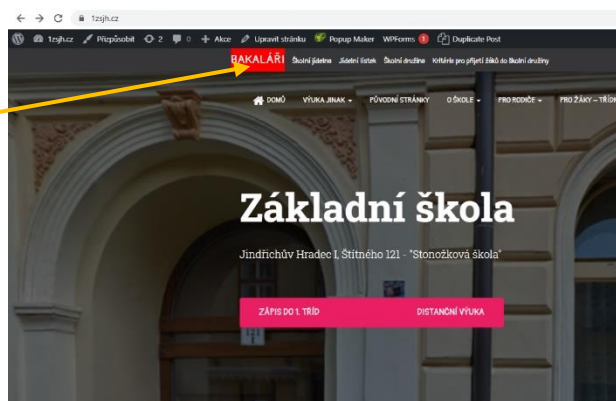 1zsjh.cz
1zsjh.cz Přizpůsobit 2 0 Akce Upravit stránku Popup Maker WPForms 1 Duplicate Post
BAKALÁŘI Školní jídelna Jídelní lístek Školní družina Kritéria pro přijetí žáků do školní družiny
DOMŮ VÝUKA JINAK PŮVODNÍ STRÁNKY O ŠKOLE PRO RODIČE PRO ŽÁKY – TŘÍD
Základní škola
Jindřichův Hradec I, Štítného 121 - "Stonožková škola"
ZÁPIS DO 1. TŘÍD DISTANČNÍ VÝUKA
121